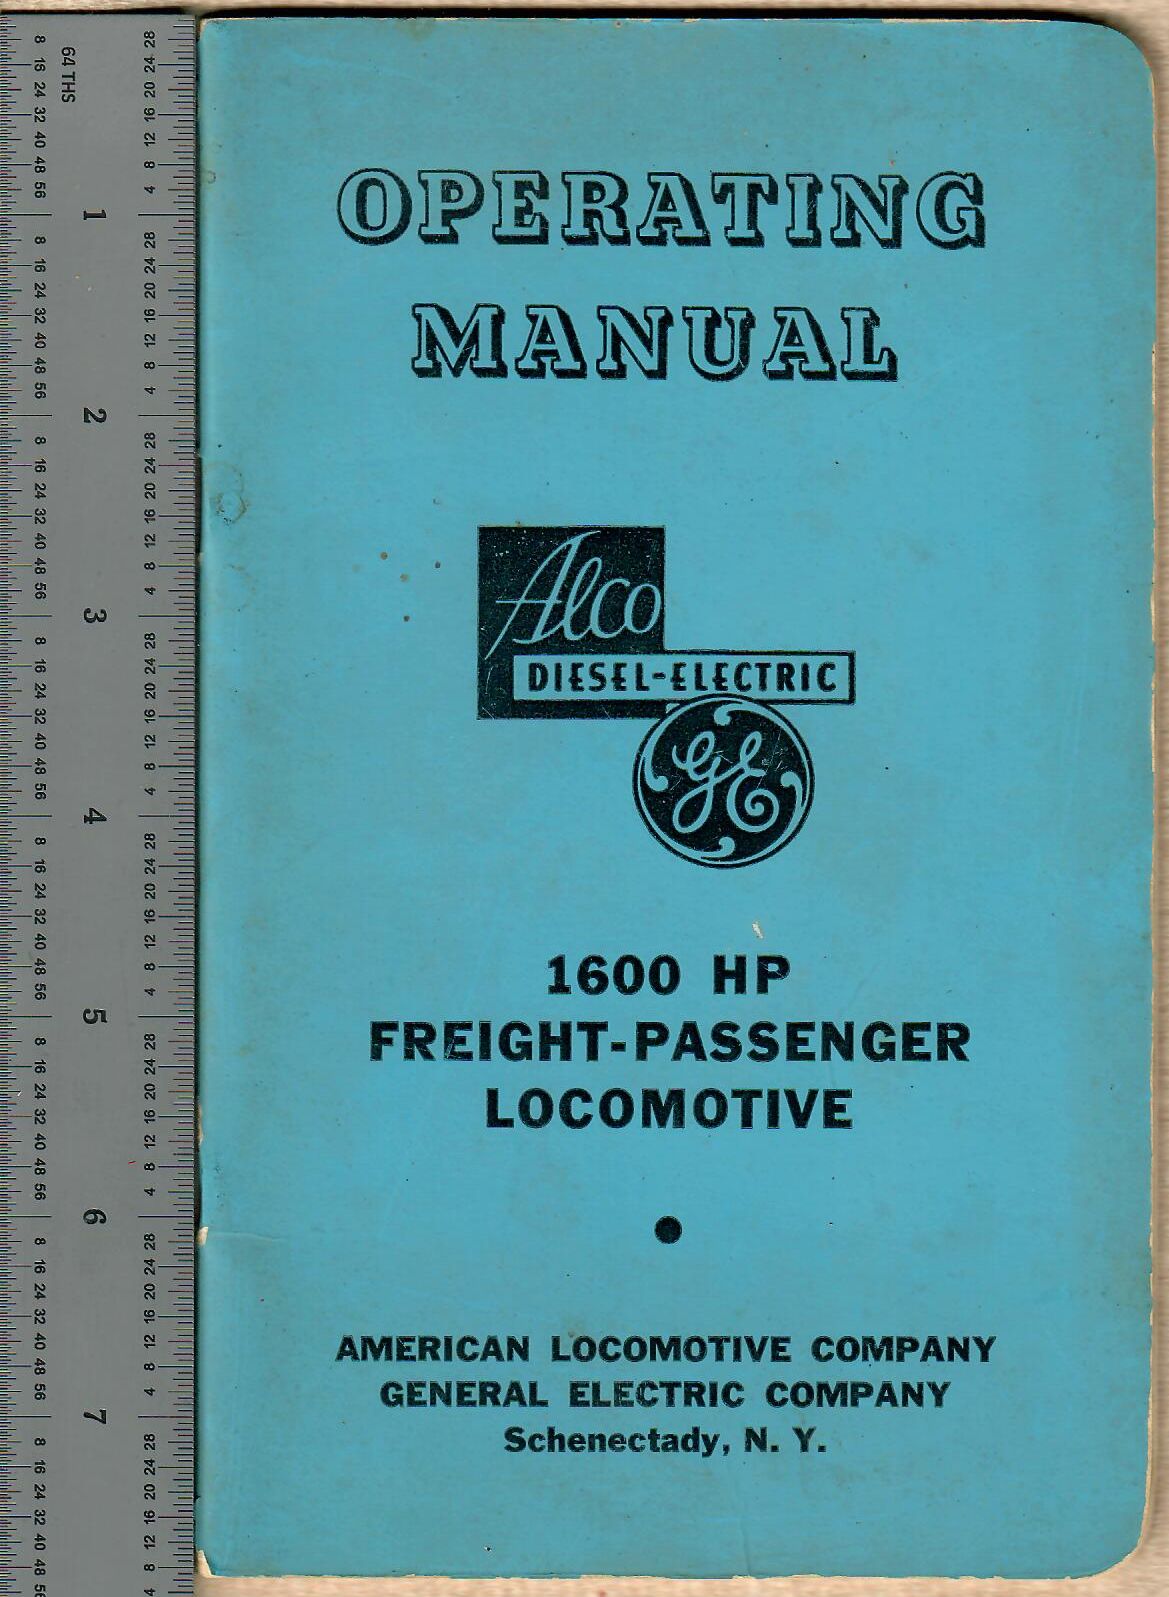 OPERATING
MANUAL
Alco
DIESEL-ELECTRIC
GE
1600 HP
FREIGHT-PASSENGER
LOCOMOTIVE
AMERICAN LOCOMOTIVE COMPANY
GENERAL ELECTRIC COMPANY
Schenectady, N. Y.
64 THS
1
2
3
4
5
6
7